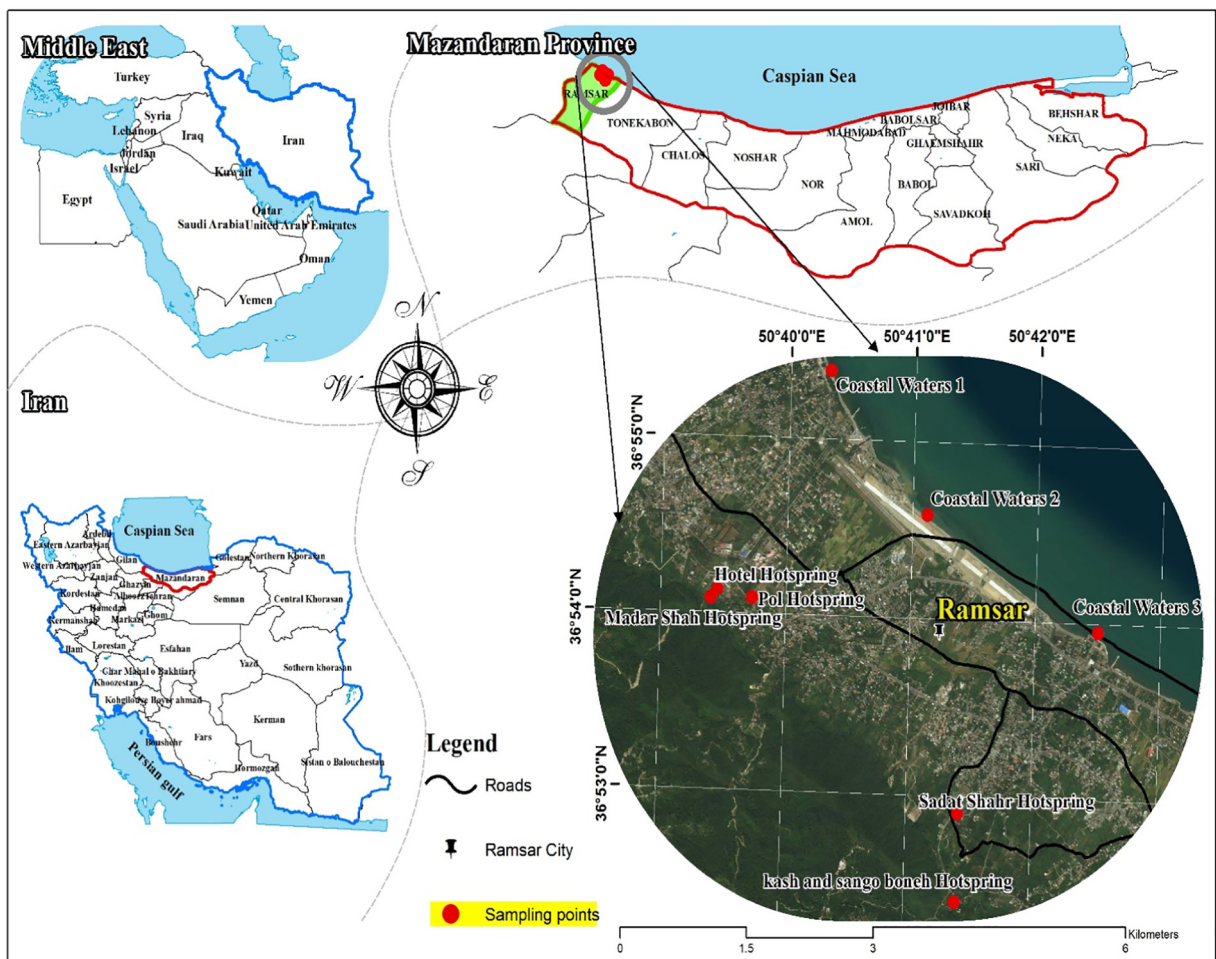 Middle East
Turkey
Syria
Lebanon
Iraq
Iran
Jordan
Israel
Kuwait
Egypt
Qatar
Saudi Arabia
United Arab Emirates
Oman
Yemen
Mazandaran Province
Caspian Sea
RAMSAR
TONEKABON
CHALOS
NOSHAR
NOR
AMOL
MAHMODABAD
BABOLSAR
JOIBAR
GHAEMSHAHR
BABOL
SAVADKOH
SARI
NEKA
BEHSHAR
N
W
E
S
Iran
Caspian Sea
Ardebil
Eastern Azarbayjan
Western Azarbayjan
Gilan
Golestan
Northern Khorasan
Zanjan
Mazandaran
Ghazvin
Kordestan
Alborz
Tehran
Semnan
Central Khorasan
Hamedan
Kermanshah
Markazi
Ghom
Ilam
Lorestan
Esfahan
Yazd
Sothern khorasan
Ghar Mahal o Bakhtiary
Khoozestan
Kohgilouye Boyer ahmad
Kerman
Fars
Boushehr
Hormozgan
Sistan o Balouchestan
Persian gulf
Legend
Roads
Ramsar City
Sampling points
50°40'0"E
50°41'0"E
50°42'0"E
36°55'0"N
36°54'0"N
36°53'0"N
Coastal Waters 1
Coastal Waters 2
Hotel Hotspring
Pol Hotspring
Madar Shah Hotspring
Ramsar
Coastal Waters 3
Sadat Shahr Hotspring
kash and sango boneh Hotspring
Kilometers
0
1.5
3
6